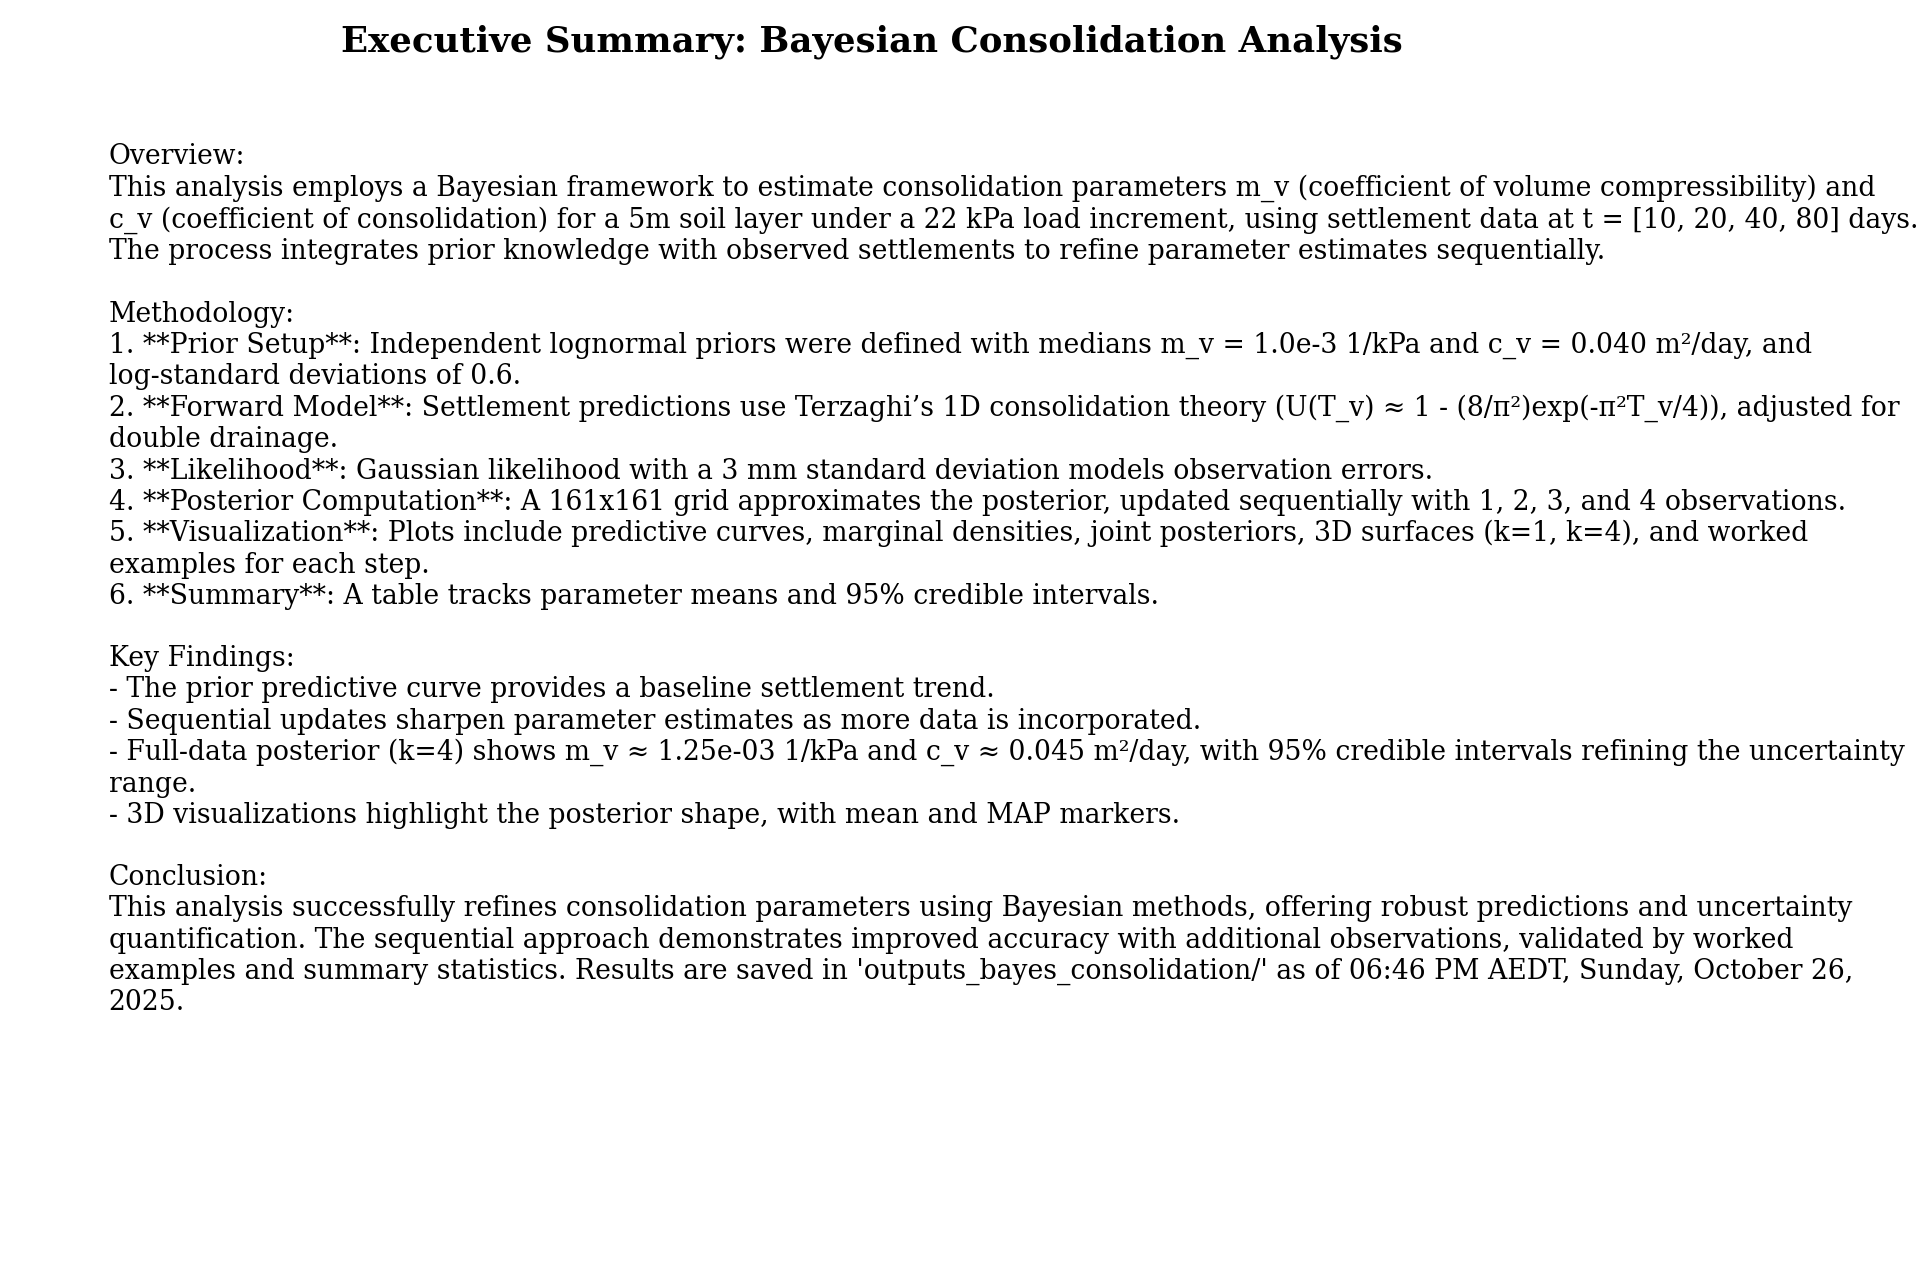 Executive Summary: Bayesian Consolidation Analysis
Overview:
This analysis employs a Bayesian framework to estimate consolidation parameters m_v (coefficient of volume compressibility) and
c_v (coefficient of consolidation) for a 5m soil layer under a 22 kPa load increment, using settlement data at t = [10, 20, 40, 80] days.
The process integrates prior knowledge with observed settlements to refine parameter estimates sequentially.
Methodology:
1. **Prior Setup**: Independent lognormal priors were defined with medians m_v = 1.0e-3 1/kPa and c_v = 0.040 m²/day, and
log-standard deviations of 0.6.
2. **Forward Model**: Settlement predictions use Terzaghi’s 1D consolidation theory (U(T_v) ≈ 1 - (8/π²)exp(-π²T_v/4)), adjusted for
double drainage.
3. **Likelihood**: Gaussian likelihood with a 3 mm standard deviation models observation errors.
4. **Posterior Computation**: A 161x161 grid approximates the posterior, updated sequentially with 1, 2, 3, and 4 observations.
5. **Visualization**: Plots include predictive curves, marginal densities, joint posteriors, 3D surfaces (k=1, k=4), and worked
examples for each step.
6. **Summary**: A table tracks parameter means and 95% credible intervals.
Key Findings:
- The prior predictive curve provides a baseline settlement trend.
- Sequential updates sharpen parameter estimates as more data is incorporated.
- Full-data posterior (k=4) shows m_v ≈ 1.25e-03 1/kPa and c_v ≈ 0.045 m²/day, with 95% credible intervals refining the uncertainty
range.
- 3D visualizations highlight the posterior shape, with mean and MAP markers.
Conclusion:
This analysis successfully refines consolidation parameters using Bayesian methods, offering robust predictions and uncertainty
quantification. The sequential approach demonstrates improved accuracy with additional observations, validated by worked
examples and summary statistics. Results are saved in 'outputs_bayes_consolidation/' as of 06:46 PM AEDT, Sunday, October 26,
2025.